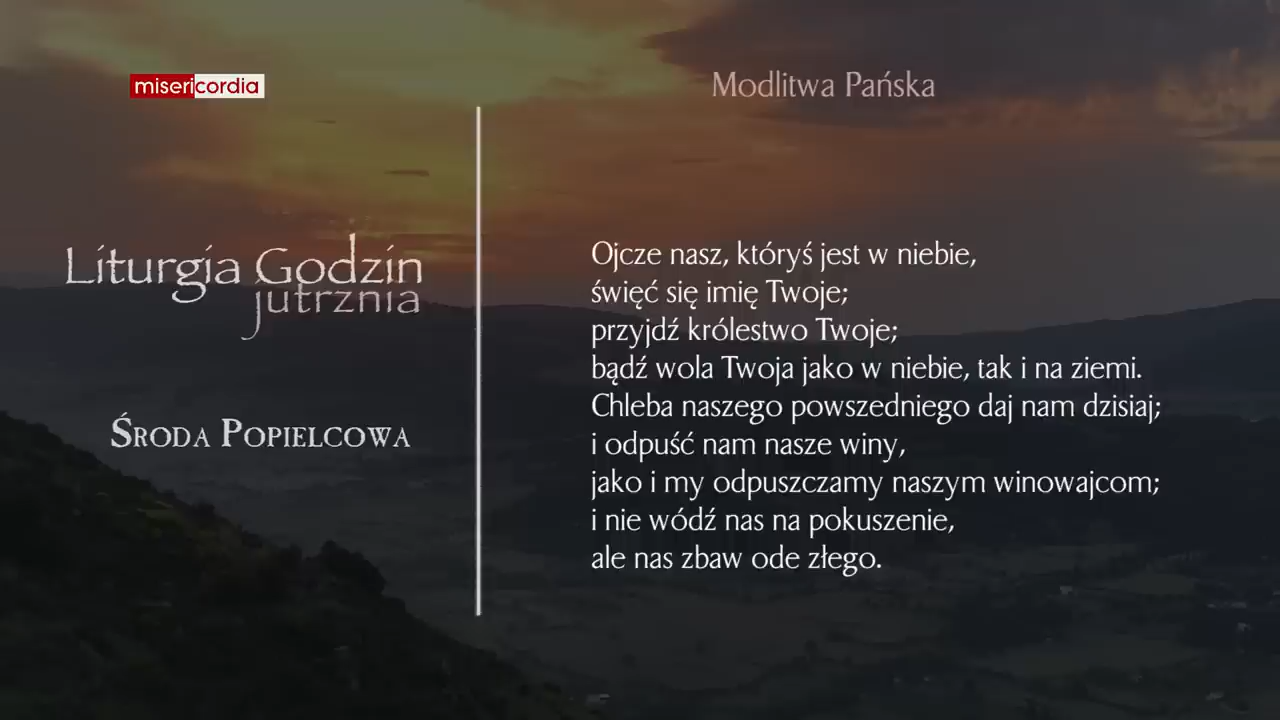 misericordia
Liturgia Godzin
jutrznia
Środa Popielcowa
Modlitwa Pańska
Ojcze nasz, któryś jest w niebie,
święć się imię Twoje;
przyjdź królestwo Twoje;
bądź wola Twoja jako w niebie, tak i na ziemi.
Chleba naszego powszedniego daj nam dzisiaj;
i odpuść nam nasze winy,
jako i my odpuszczamy naszym winowajcom;
i nie wódź nas na pokuszenie,
ale nas zbaw ode złego.